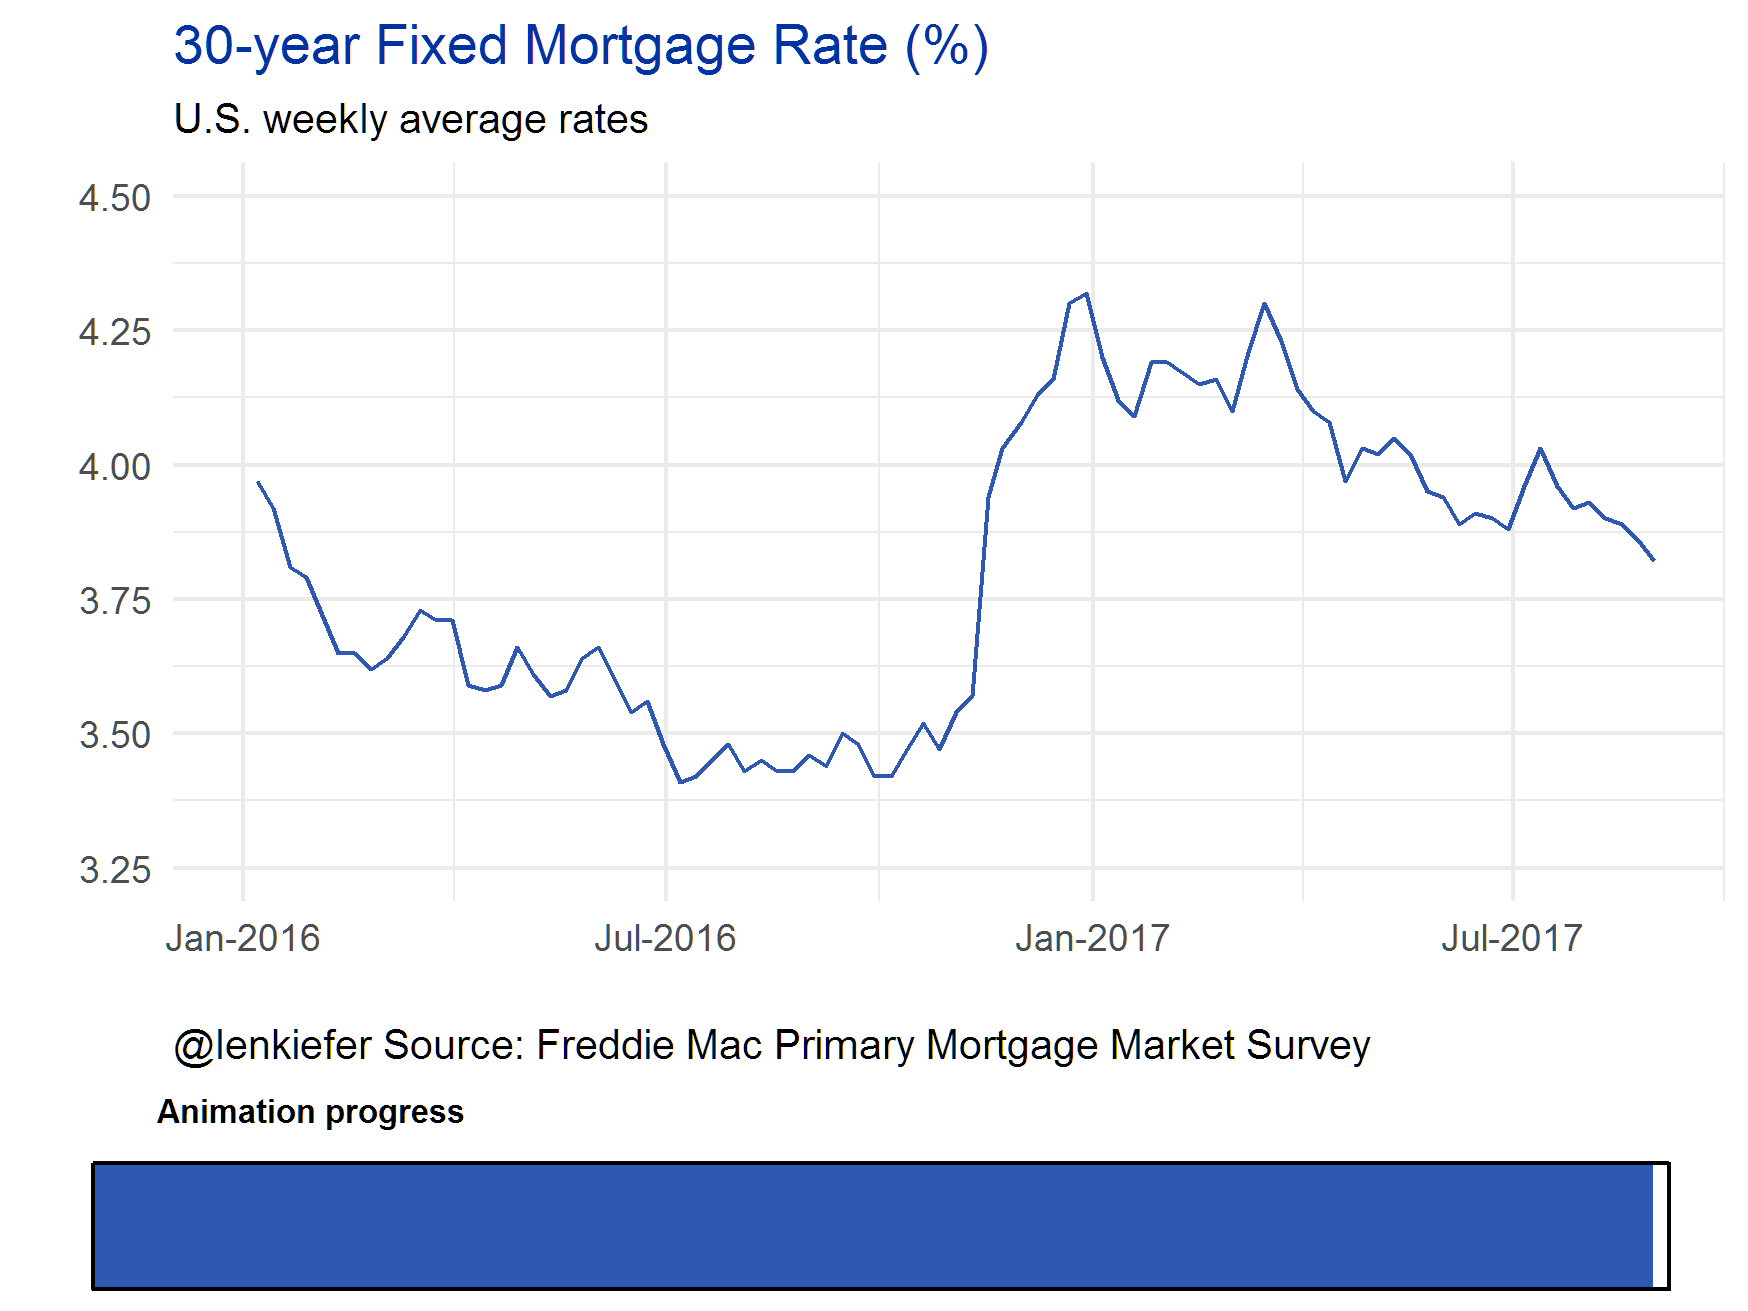 30-year Fixed Mortgage Rate (%)
U.S. weekly average rates
4.50
4.25
4.00
3.75
3.50
3.25
Jan-2016 Jul-2016 Jan-2017 Jul-2017
@lenkiefer Source: Freddie Mac Primary Mortgage Market Survey
Animation progress